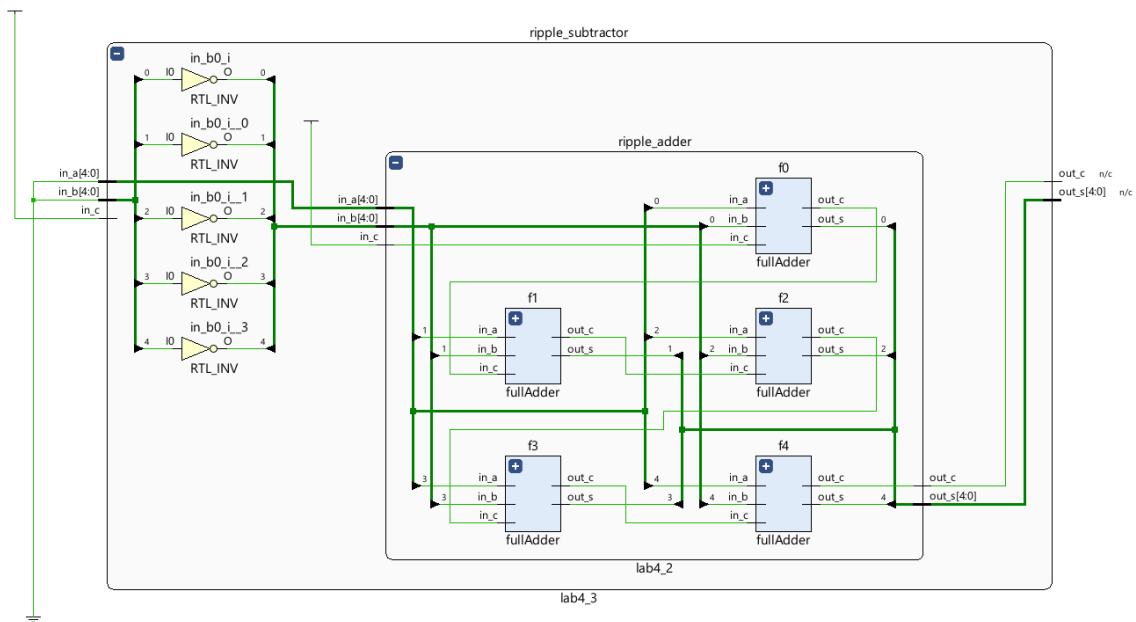 ripple_subtractor
in_b0_i
0 I0 O 0
RTL_INV
in_b0_i__0
1 I0 O 1
RTL_INV
in_b0_i__1
2 I0 O 2
RTL_INV
in_b0_i__2
3 I0 O 3
RTL_INV
in_b0_i__3
4 I0 O 4
RTL_INV
in_a[4:0]
in_b[4:0]
in_c
ripple_adder
in_a[4:0]
in_b[4:0]
in_c
f0
0 in_a out_c
0 in_b out_s 0
in_c
fullAdder
f1
1 in_a out_c
1 in_b out_s 1
in_c
fullAdder
f2
2 in_a out_c
2 in_b out_s 2
in_c
fullAdder
f3
3 in_a out_c
3 in_b out_s 3
in_c
fullAdder
f4
4 in_a out_c
4 in_b out_s 4
in_c
fullAdder
out_c
out_s[4:0]
lab4_2
out_c n/c
out_s[4:0] n/c
lab4_3